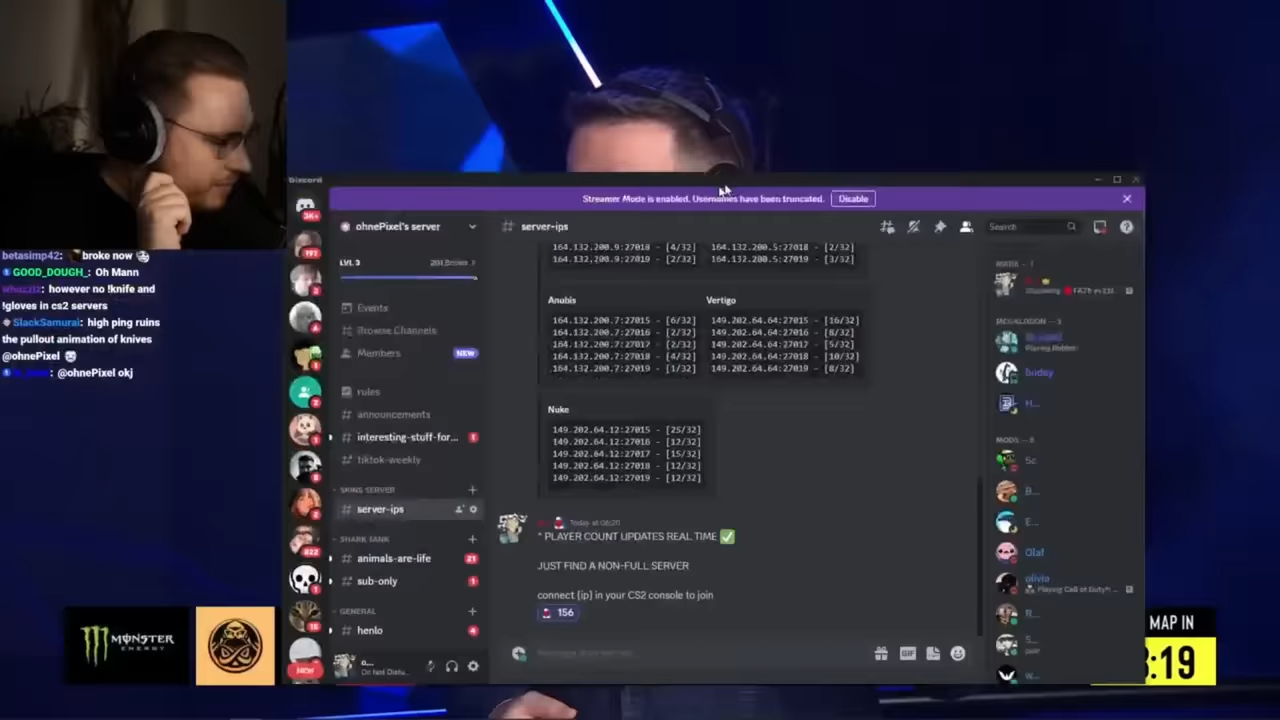 Discord
Streamer Mode is enabled. Usernames have been truncated.
Disable
ohnePixel's server
server-ips
Search
LVL 3
Events
Browse Channels
Members
NEW
rules
announcements
interesting-stuff-for...
1
tiktok-weekly
SKINS SERVER
server-ips
SHARK TANK
animals-are-life
21
sub-only
1
GENERAL
henlo
4
164.132.200.9:27018 - [4/32]
164.132.200.9:27019 - [2/32]
164.132.200.5:27018 - [2/32]
164.132.200.5:27019 - [3/32]
Anubis
164.132.200.7:27015 - [6/32]
164.132.200.7:27016 - [2/32]
164.132.200.7:27017 - [2/32]
164.132.200.7:27018 - [4/32]
164.132.200.7:27019 - [1/32]
Vertigo
149.202.64.64:27015 - [16/32]
149.202.64.64:27016 - [8/32]
149.202.64.64:27017 - [5/32]
149.202.64.64:27018 - [10/32]
149.202.64.64:27019 - [8/32]
Nuke
149.202.64.12:27015 - [25/32]
149.202.64.12:27016 - [12/32]
149.202.64.12:27017 - [15/32]
149.202.64.12:27018 - [12/32]
149.202.64.12:27019 - [12/32]
Today at 06:20
* PLAYER COUNT UPDATES REAL TIME ✅
JUST FIND A NON-FULL SERVER
connect {ip} in your CS2 console to join
156
GIF
buddy
H...
MODS — 8
Sc
B...
E...
Olaf
olivia
Playing Call of Duty®...
N...
S...
W...
betasimp42: broke now
GOOD_DOUGH_: Oh Mann
however no !knife and
!gloves in cs2 servers
SlackSamurai: high ping ruins
the pullout animation of knives
@ohnePixel
@ohnePixel okj
MONSTER
ENERGY
MAP IN
:19